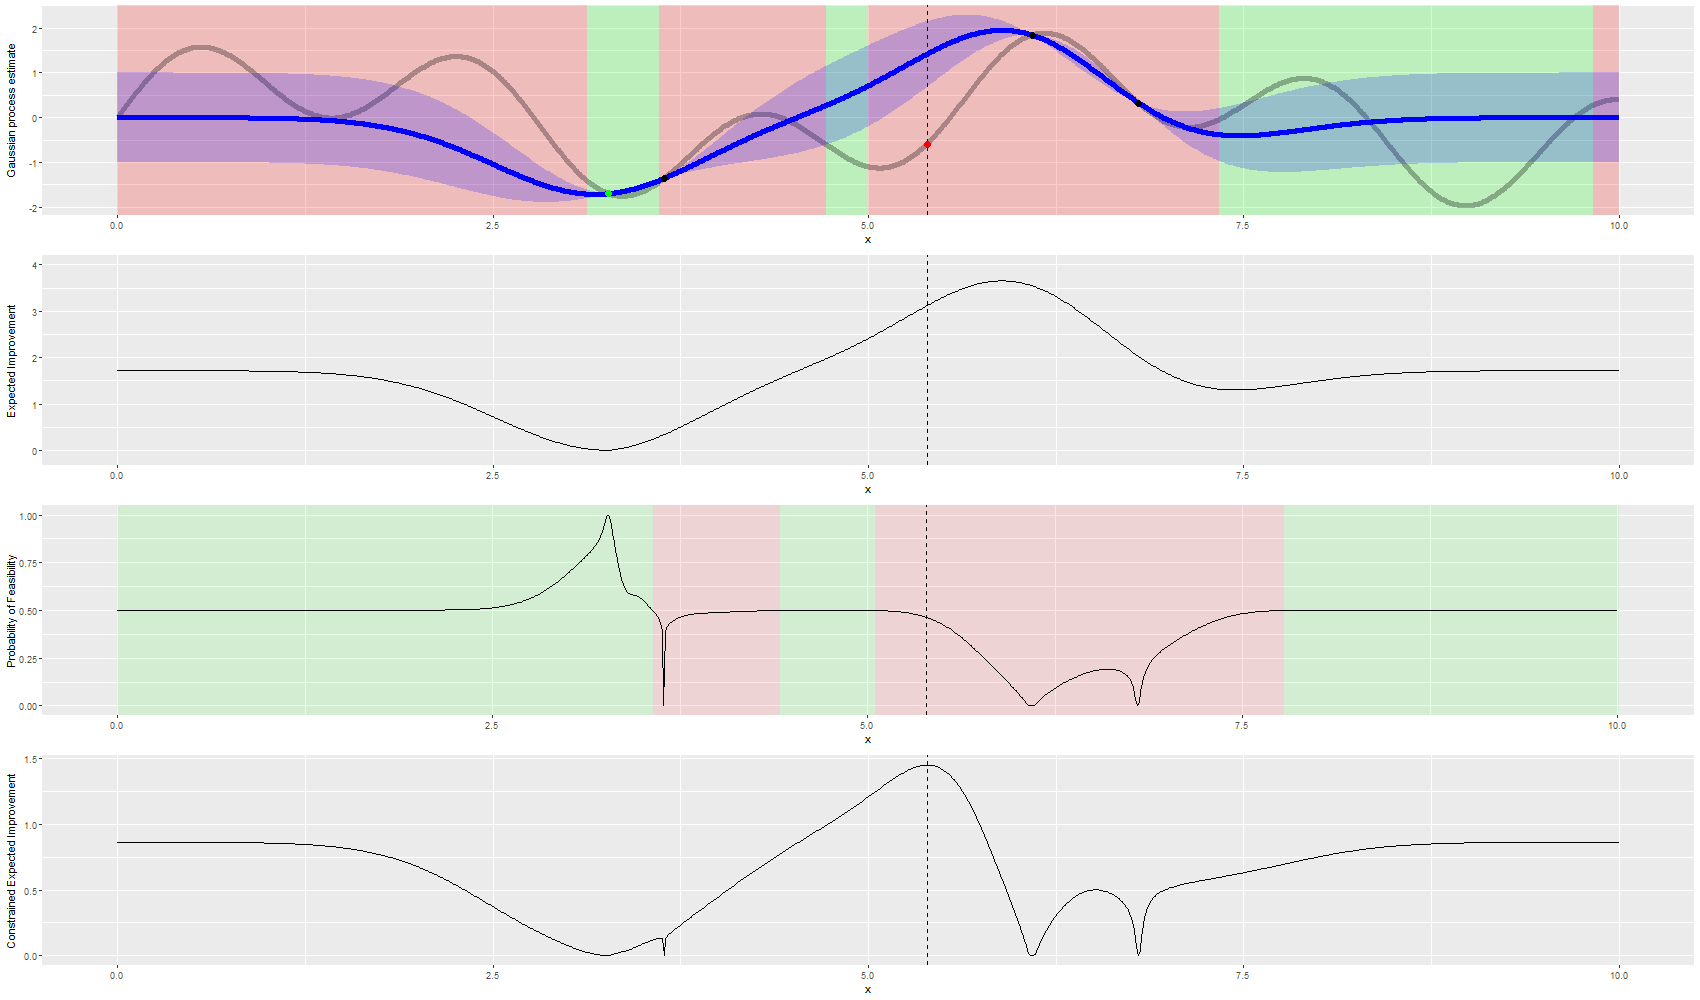 Gaussian process estimate
2
1
0
-1
-2
0.0 2.5 5.0 7.5 10.0
x
Expected Improvement
4
3
2
1
0
0.0 2.5 5.0 7.5 10.0
x
Probability of Feasibility
1.00
0.75
0.50
0.25
0.00
0.0 2.5 5.0 7.5 10.0
x
Constrained Expected Improvement
1.5
1.0
0.5
0.0
0.0 2.5 5.0 7.5 10.0
x